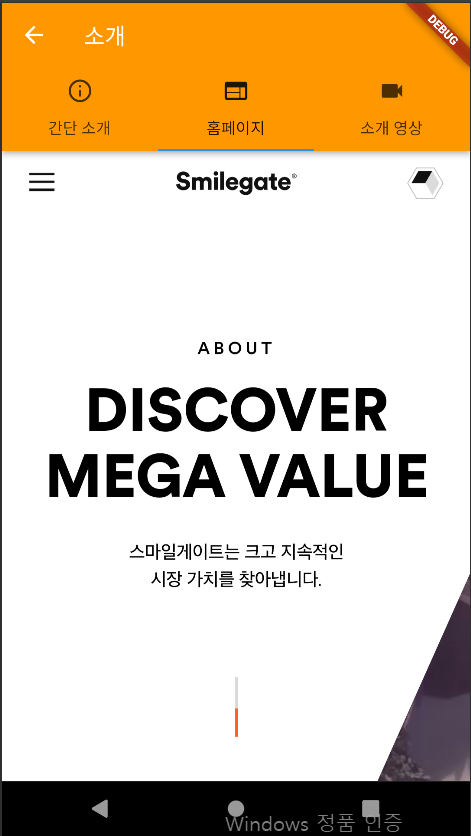 소개
DEBUG
간단 소개
홈페이지
소개 영상
Smilegate®
ABOUT
DISCOVER
MEGA VALUE
스마일게이트는 크고 지속적인
시장 가치를 찾아냅니다.
Windows 정품 인증